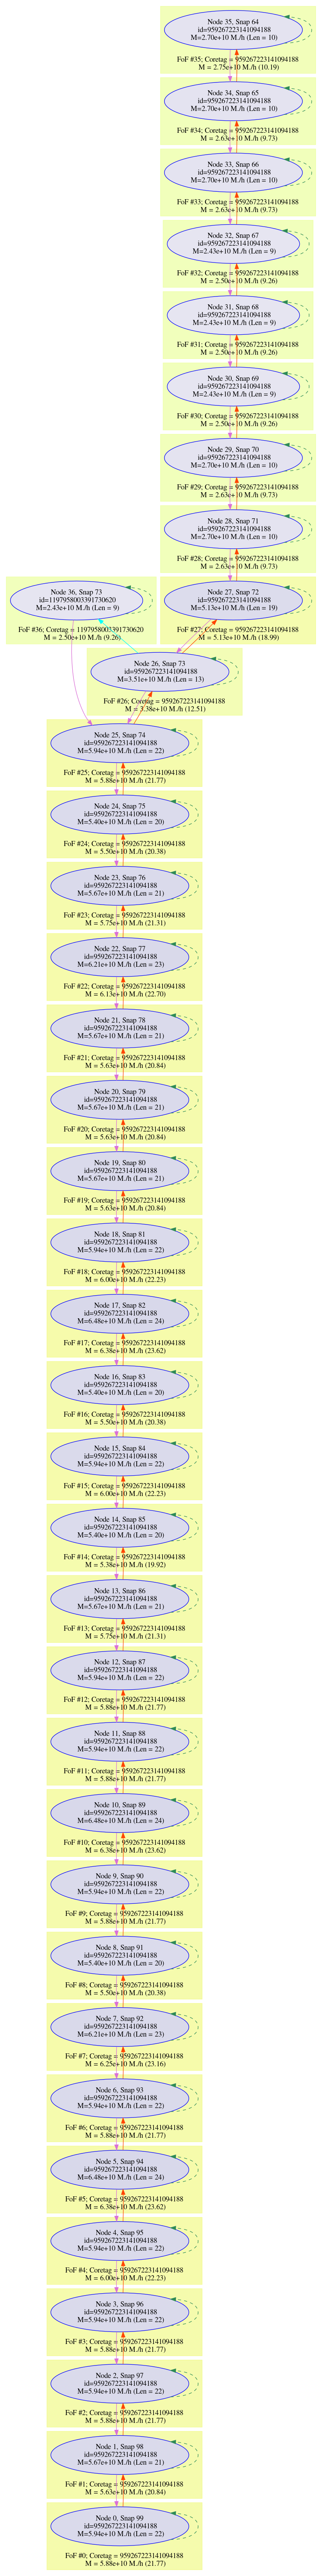 Node 35, Snap 64
id=959267223141094188
M=2.70e+10 M./h (Len = 10)
FoF #35; Coretag = 959267223141094188
M = 2.75e+10 M./h (10.19)
Node 34, Snap 65
id=959267223141094188
M=2.70e+10 M./h (Len = 10)
FoF #34; Coretag = 959267223141094188
M = 2.63e+10 M./h (9.73)
Node 33, Snap 66
id=959267223141094188
M=2.70e+10 M./h (Len = 10)
FoF #33; Coretag = 959267223141094188
M = 2.63e+10 M./h (9.73)
Node 32, Snap 67
id=959267223141094188
M=2.43e+10 M./h (Len = 9)
FoF #32; Coretag = 959267223141094188
M = 2.50e+10 M./h (9.26)
Node 31, Snap 68
id=959267223141094188
M=2.43e+10 M./h (Len = 9)
FoF #31; Coretag = 959267223141094188
M = 2.50e+10 M./h (9.26)
Node 30, Snap 69
id=959267223141094188
M=2.43e+10 M./h (Len = 9)
FoF #30; Coretag = 959267223141094188
M = 2.50e+10 M./h (9.26)
Node 29, Snap 70
id=959267223141094188
M=2.70e+10 M./h (Len = 10)
FoF #29; Coretag = 959267223141094188
M = 2.63e+10 M./h (9.73)
Node 28, Snap 71
id=959267223141094188
M=2.70e+10 M./h (Len = 10)
FoF #28; Coretag = 959267223141094188
M = 2.63e+10 M./h (9.73)
Node 36, Snap 73
id=1197958003391730620
M=2.43e+10 M./h (Len = 9)
FoF #36; Coretag = 1197958003391730620
M = 2.50e+10 M./h (9.26)
Node 27, Snap 72
id=959267223141094188
M=5.13e+10 M./h (Len = 19)
FoF #27; Coretag = 959267223141094188
M = 5.13e+10 M./h (18.99)
Node 26, Snap 73
id=959267223141094188
M=3.51e+10 M./h (Len = 13)
FoF #26; Coretag = 959267223141094188
M = 3.38e+10 M./h (12.51)
Node 25, Snap 74
id=959267223141094188
M=5.94e+10 M./h (Len = 22)
FoF #25; Coretag = 959267223141094188
M = 5.88e+10 M./h (21.77)
Node 24, Snap 75
id=959267223141094188
M=5.40e+10 M./h (Len = 20)
FoF #24; Coretag = 959267223141094188
M = 5.50e+10 M./h (20.38)
Node 23, Snap 76
id=959267223141094188
M=5.67e+10 M./h (Len = 21)
FoF #23; Coretag = 959267223141094188
M = 5.75e+10 M./h (21.31)
Node 22, Snap 77
id=959267223141094188
M=6.21e+10 M./h (Len = 23)
FoF #22; Coretag = 959267223141094188
M = 6.13e+10 M./h (22.70)
Node 21, Snap 78
id=959267223141094188
M=5.67e+10 M./h (Len = 21)
FoF #21; Coretag = 959267223141094188
M = 5.63e+10 M./h (20.84)
Node 20, Snap 79
id=959267223141094188
M=5.67e+10 M./h (Len = 21)
FoF #20; Coretag = 959267223141094188
M = 5.63e+10 M./h (20.84)
Node 19, Snap 80
id=959267223141094188
M=5.67e+10 M./h (Len = 21)
FoF #19; Coretag = 959267223141094188
M = 5.63e+10 M./h (20.84)
Node 18, Snap 81
id=959267223141094188
M=5.94e+10 M./h (Len = 22)
FoF #18; Coretag = 959267223141094188
M = 6.00e+10 M./h (22.23)
Node 17, Snap 82
id=959267223141094188
M=6.48e+10 M./h (Len = 24)
FoF #17; Coretag = 959267223141094188
M = 6.38e+10 M./h (23.62)
Node 16, Snap 83
id=959267223141094188
M=5.40e+10 M./h (Len = 20)
FoF #16; Coretag = 959267223141094188
M = 5.50e+10 M./h (20.38)
Node 15, Snap 84
id=959267223141094188
M=5.94e+10 M./h (Len = 22)
FoF #15; Coretag = 959267223141094188
M = 6.00e+10 M./h (22.23)
Node 14, Snap 85
id=959267223141094188
M=5.40e+10 M./h (Len = 20)
FoF #14; Coretag = 959267223141094188
M = 5.38e+10 M./h (19.92)
Node 13, Snap 86
id=959267223141094188
M=5.67e+10 M./h (Len = 21)
FoF #13; Coretag = 959267223141094188
M = 5.75e+10 M./h (21.31)
Node 12, Snap 87
id=959267223141094188
M=5.94e+10 M./h (Len = 22)
FoF #12; Coretag = 959267223141094188
M = 5.88e+10 M./h (21.77)
Node 11, Snap 88
id=959267223141094188
M=5.94e+10 M./h (Len = 22)
FoF #11; Coretag = 959267223141094188
M = 5.88e+10 M./h (21.77)
Node 10, Snap 89
id=959267223141094188
M=6.48e+10 M./h (Len = 24)
FoF #10; Coretag = 959267223141094188
M = 6.38e+10 M./h (23.62)
Node 9, Snap 90
id=959267223141094188
M=5.94e+10 M./h (Len = 22)
FoF #9; Coretag = 959267223141094188
M = 5.88e+10 M./h (21.77)
Node 8, Snap 91
id=959267223141094188
M=5.40e+10 M./h (Len = 20)
FoF #8; Coretag = 959267223141094188
M = 5.50e+10 M./h (20.38)
Node 7, Snap 92
id=959267223141094188
M=6.21e+10 M./h (Len = 23)
FoF #7; Coretag = 959267223141094188
M = 6.25e+10 M./h (23.16)
Node 6, Snap 93
id=959267223141094188
M=5.94e+10 M./h (Len = 22)
FoF #6; Coretag = 959267223141094188
M = 5.88e+10 M./h (21.77)
Node 5, Snap 94
id=959267223141094188
M=6.48e+10 M./h (Len = 24)
FoF #5; Coretag = 959267223141094188
M = 6.38e+10 M./h (23.62)
Node 4, Snap 95
id=959267223141094188
M=5.94e+10 M./h (Len = 22)
FoF #4; Coretag = 959267223141094188
M = 6.00e+10 M./h (22.23)
Node 3, Snap 96
id=959267223141094188
M=5.94e+10 M./h (Len = 22)
FoF #3; Coretag = 959267223141094188
M = 5.88e+10 M./h (21.77)
Node 2, Snap 97
id=959267223141094188
M=5.94e+10 M./h (Len = 22)
FoF #2; Coretag = 959267223141094188
M = 5.88e+10 M./h (21.77)
Node 1, Snap 98
id=959267223141094188
M=5.67e+10 M./h (Len = 21)
FoF #1; Coretag = 959267223141094188
M = 5.63e+10 M./h (20.84)
Node 0, Snap 99
id=959267223141094188
M=5.94e+10 M./h (Len = 22)
FoF #0; Coretag = 959267223141094188
M = 5.88e+10 M./h (21.77)